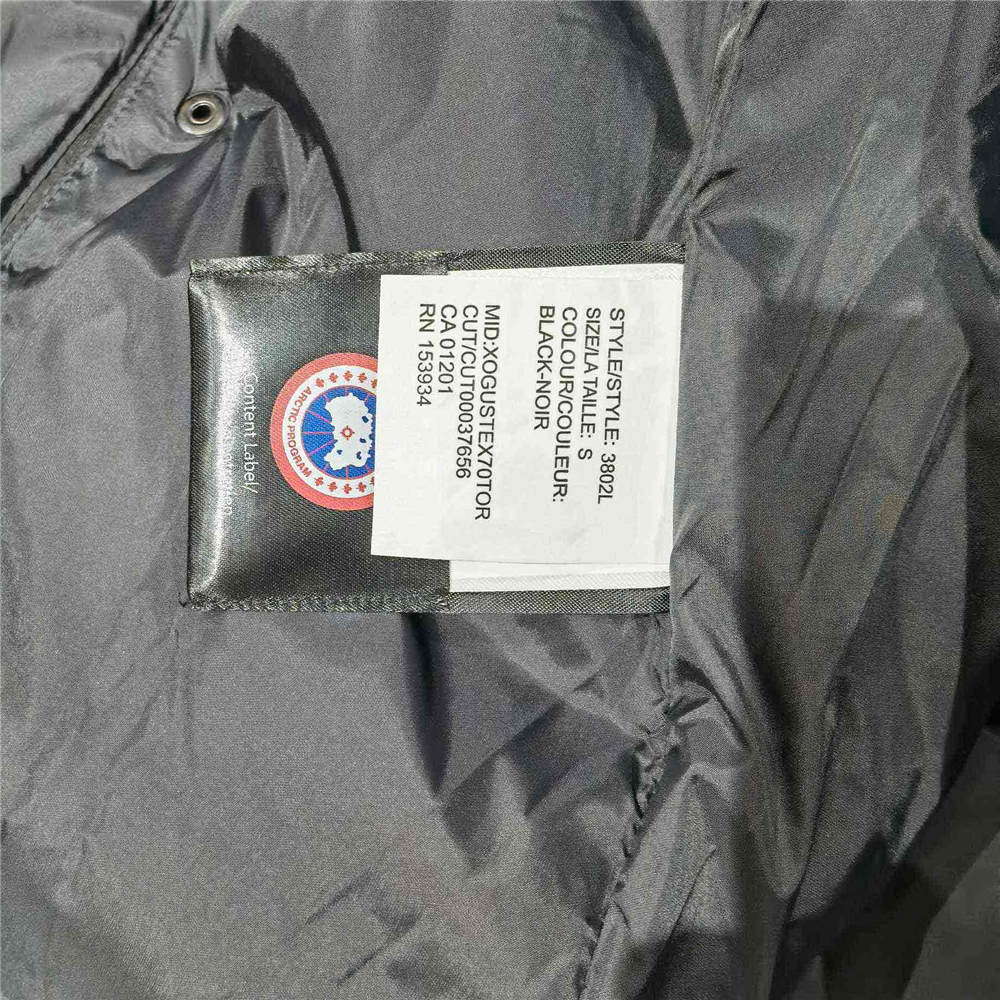 STYLE/STYLE: 3802L
SIZE/LA TAILLE: S
COLOUR/COULEUR:
BLACK-NOIR
MID:XOGUSTEX70TOR
CUT/CUT00037656
CA 01201
RN 153934
ARCTIC PROGRAM
Content Label/